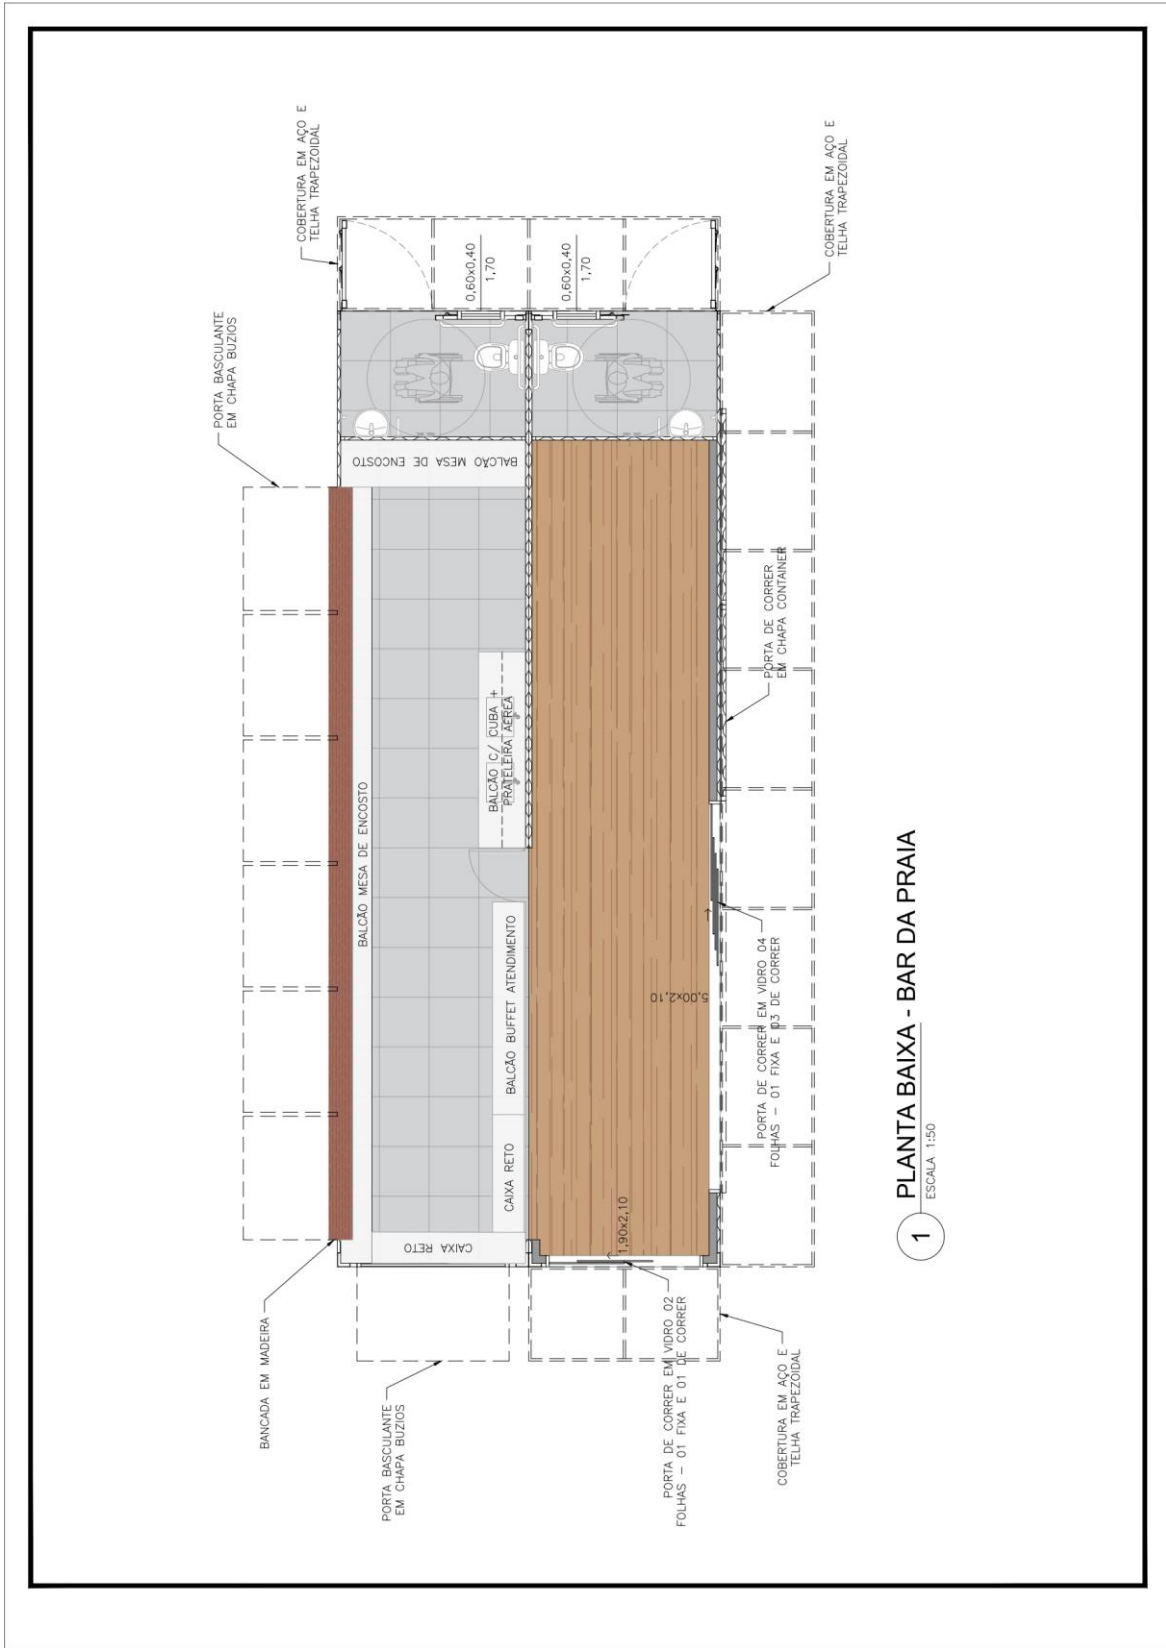 BANCADA EM MADEIRA
PORTA BASCULANTE
EM CHAPA BUZIOS
COBERTURA EM AÇO E
TELHA TRAPEZOIDAL
PORTA BASCULANTE
EM CHAPA BUZIOS
BALCÃO MESA DE ENCOSTO
BALCÃO MESA DE ENCOSTO
CAIXA RETO
CAIXA RETO
BALCÃO BUFFET ATENDIMENTO
BALCÃO C/ CUBA +
PRATELEIRA AÉREA
0,60x0,40
1,70
0,60x0,40
1,70
1,90x2,10
5,00x2,10
PORTA DE CORRER EM VIDRO 02
FOLHAS – 01 FIXA E 01 DE CORRER
COBERTURA EM AÇO E
TELHA TRAPEZOIDAL
PORTA DE CORRER EM VIDRO 04
FOLHAS – 01 FIXA E 03 DE CORRER
PORTA DE CORRER
EM CHAPA CONTAINER
COBERTURA EM AÇO E
TELHA TRAPEZOIDAL
1
PLANTA BAIXA - BAR DA PRAIA
ESCALA 1:50